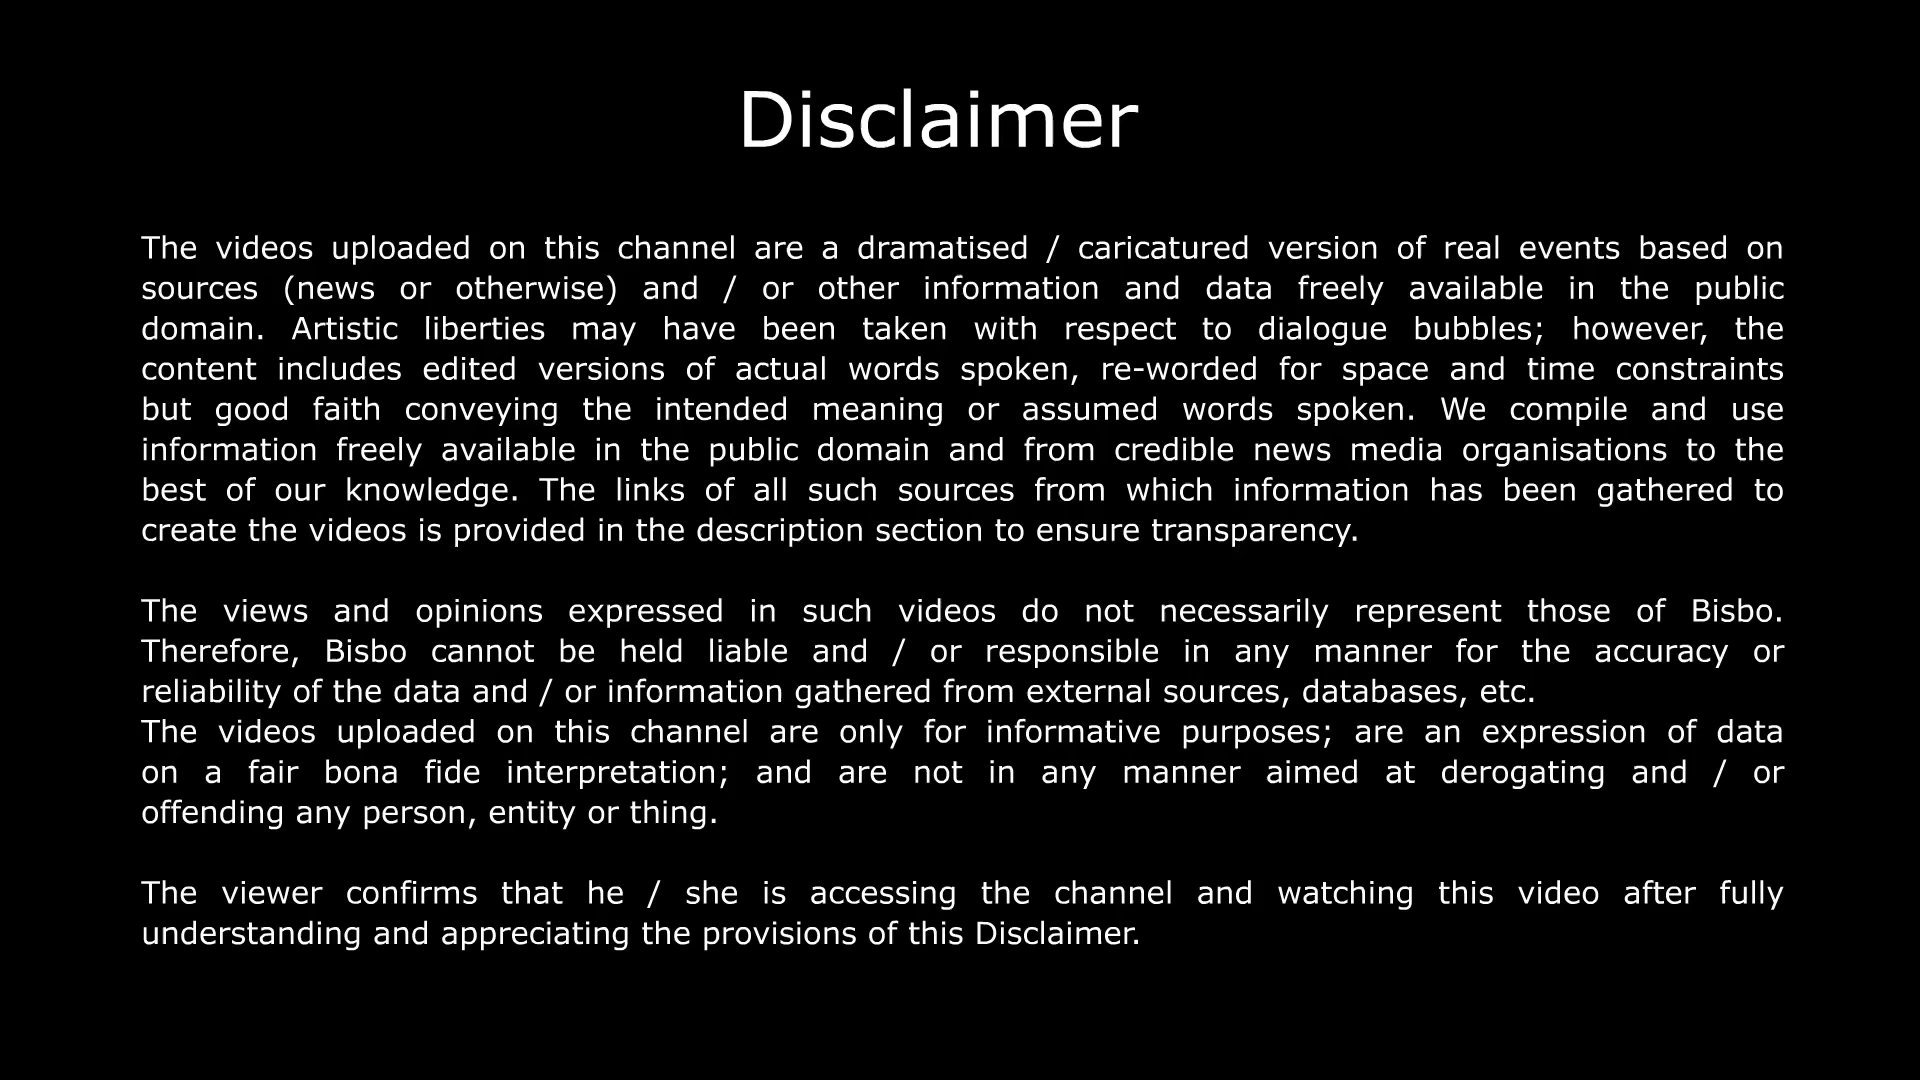 Disclaimer
The videos uploaded on this channel are a dramatised / caricatured version of real events based on
sources (news or otherwise) and / or other information and data freely available in the public
domain. Artistic liberties may have been taken with respect to dialogue bubbles; however, the
content includes edited versions of actual words spoken, re-worded for space and time constraints
but good faith conveying the intended meaning or assumed words spoken. We compile and use
information freely available in the public domain and from credible news media organisations to the
best of our knowledge. The links of all such sources from which information has been gathered to
create the videos is provided in the description section to ensure transparency.
The views and opinions expressed in such videos do not necessarily represent those of Bisbo.
Therefore, Bisbo cannot be held liable and / or responsible in any manner for the accuracy or
reliability of the data and / or information gathered from external sources, databases, etc.
The videos uploaded on this channel are only for informative purposes; are an expression of data
on a fair bona fide interpretation; and are not in any manner aimed at derogating and / or
offending any person, entity or thing.
The viewer confirms that he / she is accessing the channel and watching this video after fully
understanding and appreciating the provisions of this Disclaimer.